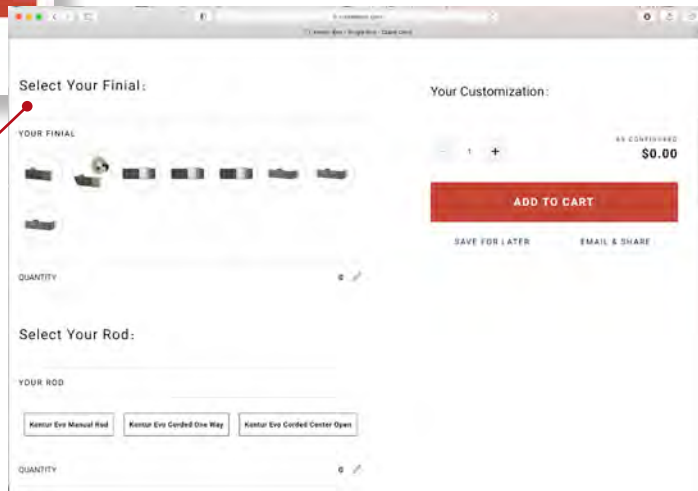 Select Your Finial:
YOUR FINIAL
QUANTITY
0
Select Your Rod:
YOUR ROD
Kontur Evo Manual Rod
Kontur Evo Corded One Way
Kontur Evo Corded Center Open
QUANTITY
0
Your Customization:
- 1 +
AS CONFIGURED
$0.00
ADD TO CART
SAVE FOR LATER
EMAIL & SHARE